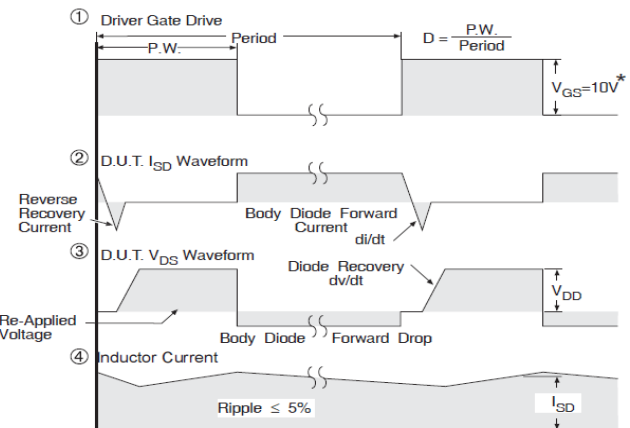 ① Driver Gate Drive
P.W.
Period
D = P.W.
Period
VGS=10V*
② D.U.T. ISD Waveform
Reverse
Recovery
Current
Body Diode Forward
Current
di/dt
③ D.U.T. VDS Waveform
Diode Recovery
dv/dt
VDD
Re-Applied
Voltage
Body Diode Forward Drop
④ Inductor Current
Ripple ≤ 5%
ISD